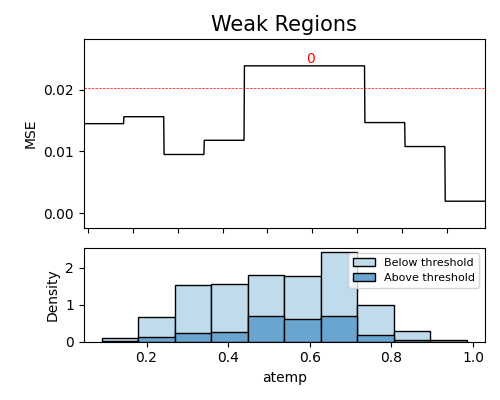 Weak Regions
0
MSE
0.02
0.01
0.00
Density
2
1
0
Below threshold
Above threshold
0.2 0.4 0.6 0.8 1.0
atemp